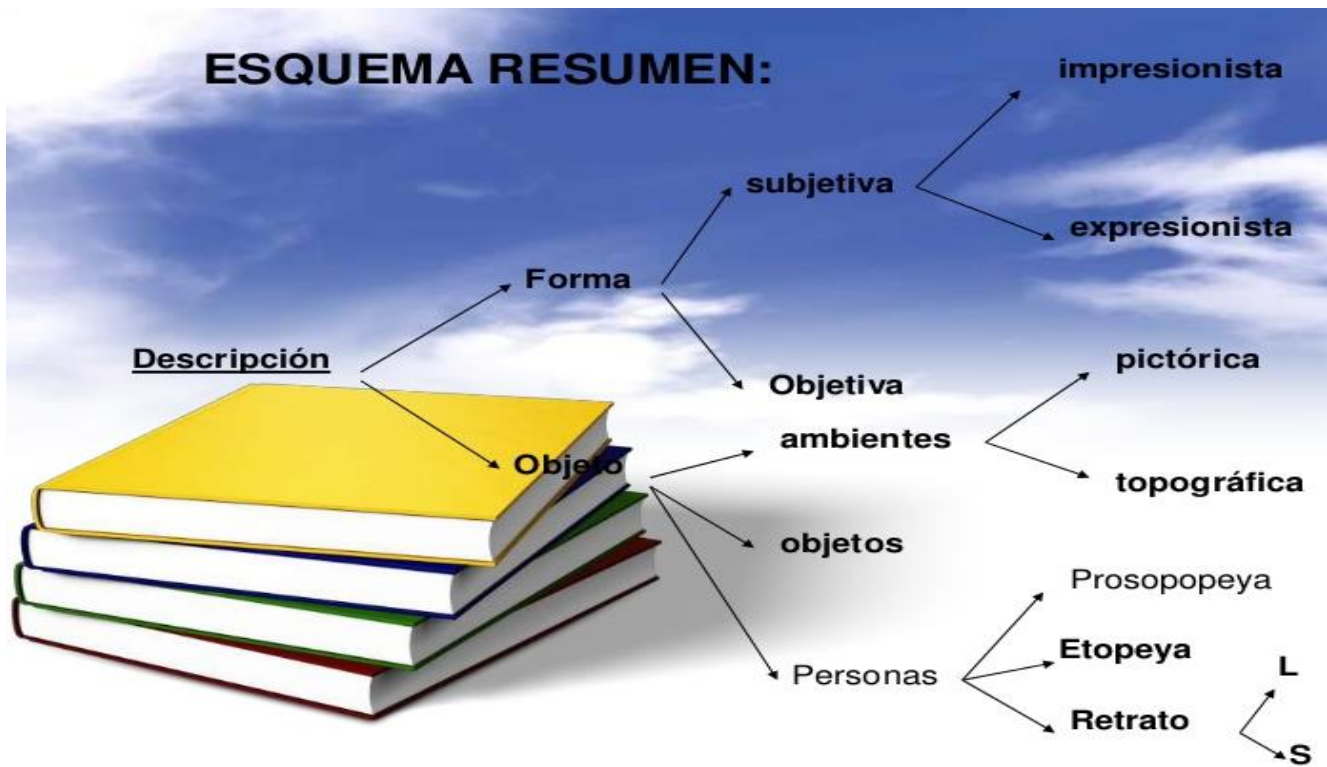 ESQUEMA RESUMEN:
impresionista
subjetiva
expresionista
Forma
Descripción
pictórica
Objetiva
ambientes
Objeto
topográfica
objetos
Prosopopeya
Etopeya
L
Personas
Retrato
S